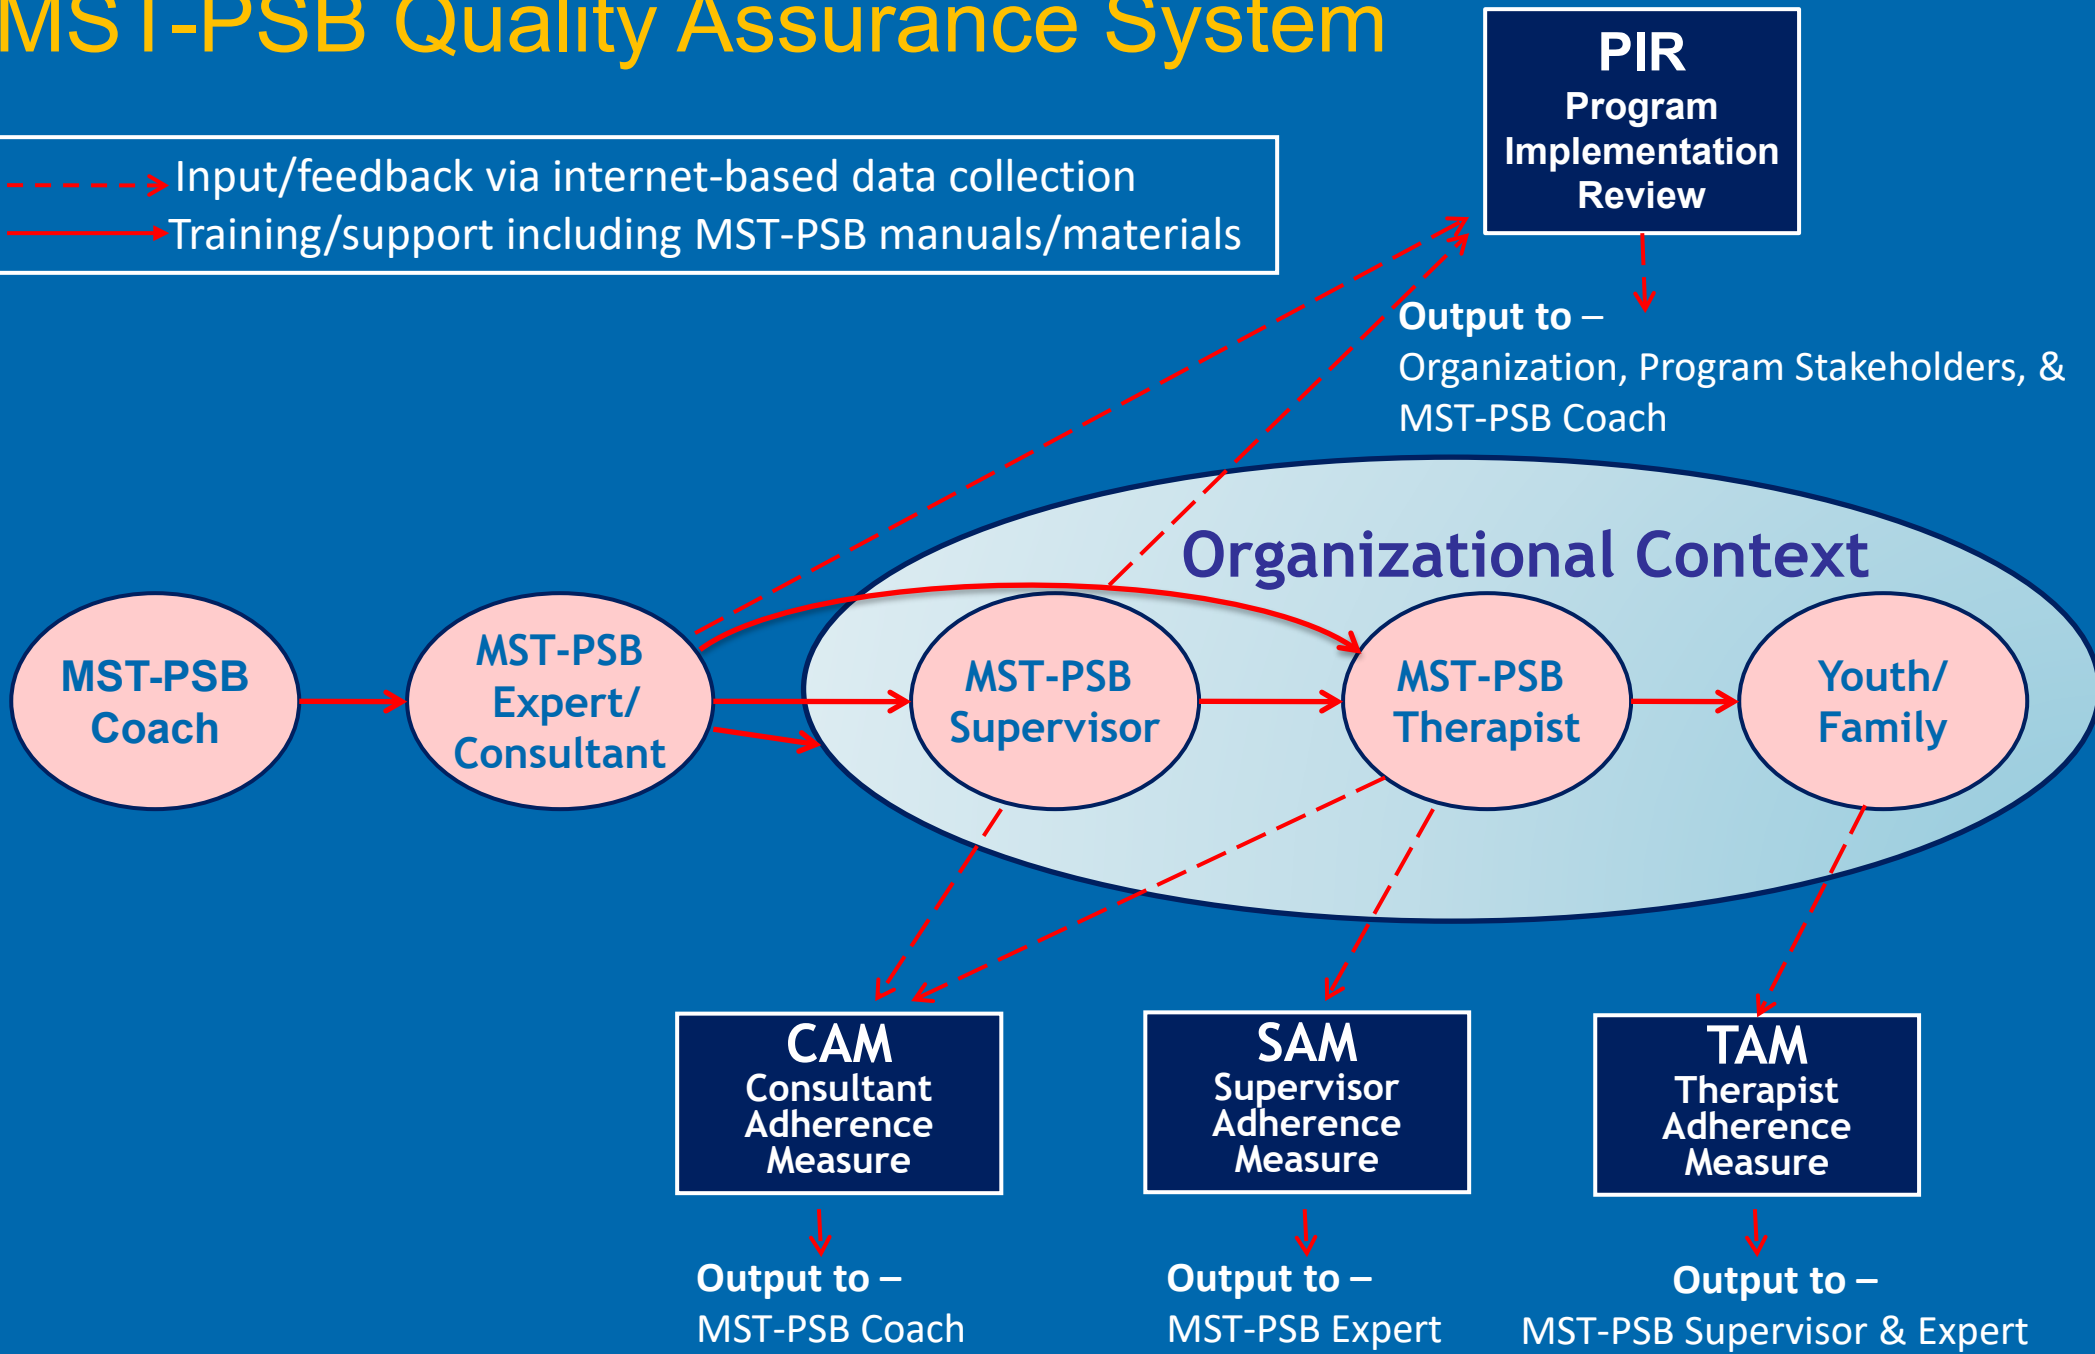 MST-PSB Quality Assurance System
PIR
Program
Implementation
Review
Input/feedback via internet-based data collection
Training/support including MST-PSB manuals/materials
Output to –
Organization, Program Stakeholders, &
MST-PSB Coach
Organizational Context
MST-PSB
Coach
MST-PSB
Expert/
Consultant
MST-PSB
Supervisor
MST-PSB
Therapist
Youth/
Family
CAM
Consultant
Adherence
Measure
SAM
Supervisor
Adherence
Measure
TAM
Therapist
Adherence
Measure
Output to –
MST-PSB Coach
Output to –
MST-PSB Expert
Output to –
MST-PSB Supervisor & Expert